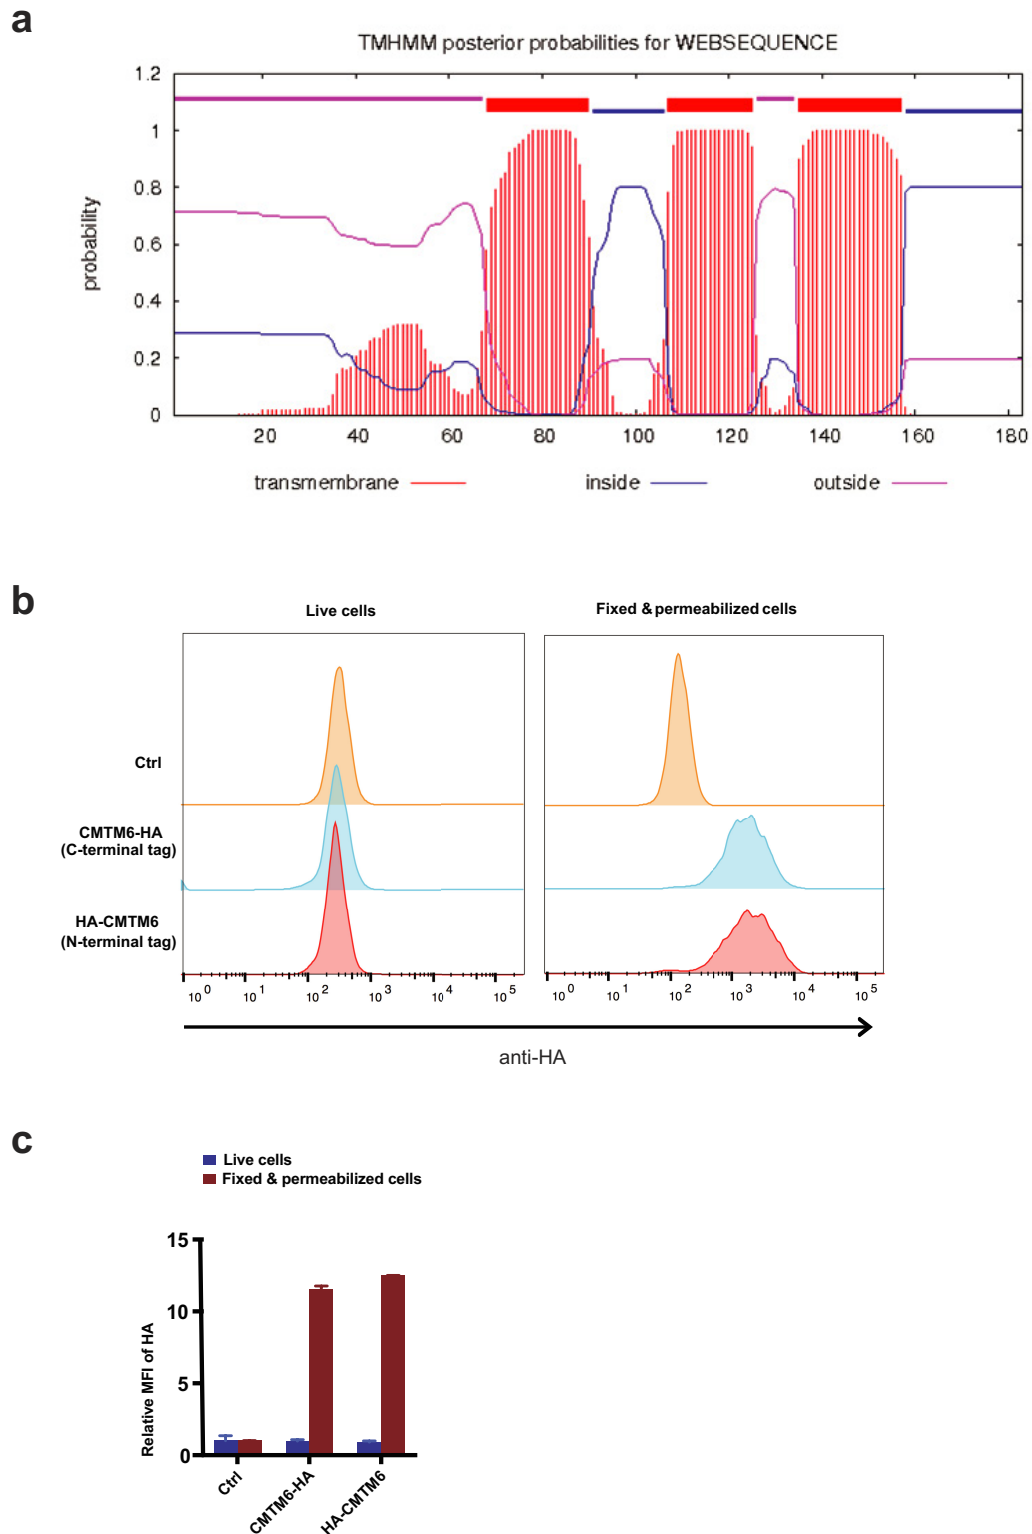 a
TMHMM posterior probabilities for WEBSEQUENCE
1.2
1
0.8
0.6
0.4
0.2
0
probability
20 40 60 80 100 120 140 160 180
transmembrane inside outside
b
Live cells
Fixed & permeabilized cells
Ctrl
CMTM6-HA
(C-terminal tag)
HA-CMTM6
(N-terminal tag)
10^0 10^1 10^2 10^3 10^4 10^5
10^0 10^1 10^2 10^3 10^4 10^5
anti-HA
c
Live cells
Fixed & permeabilized cells
15
10
5
0
Relative MFI of HA
Ctrl
CMTM6-HA
HA-CMTM6